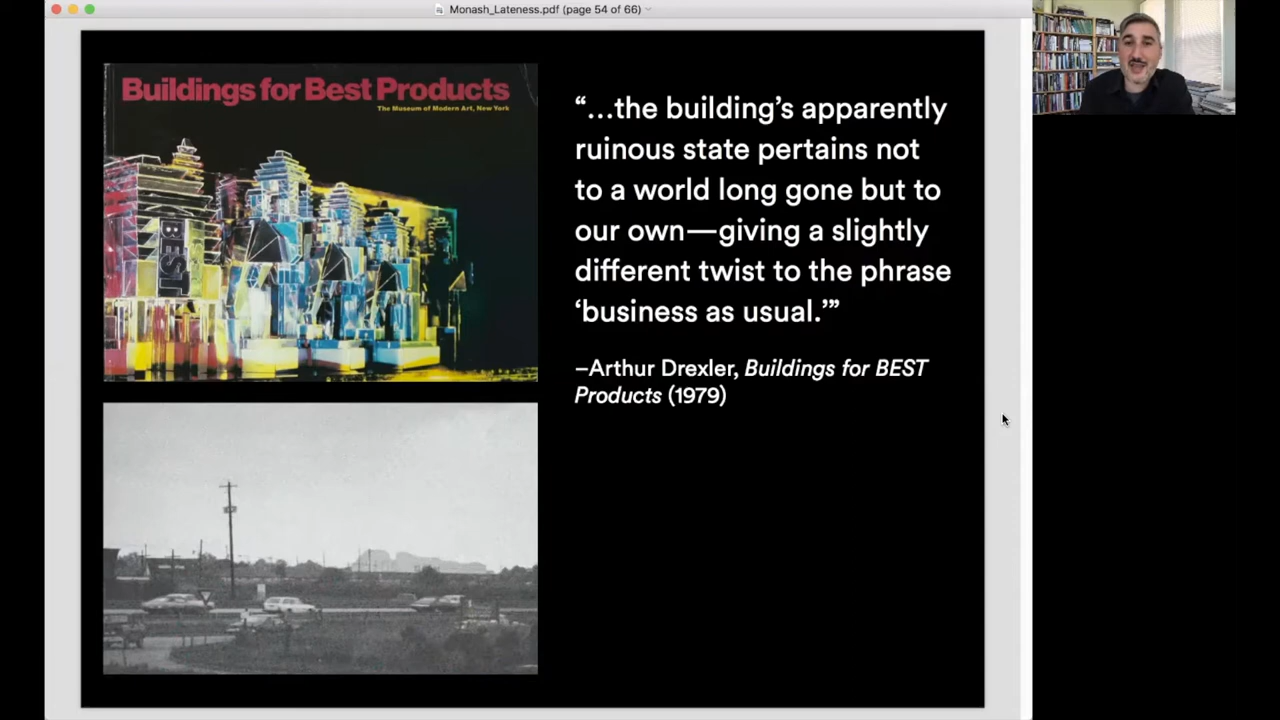 Monash_Lateness.pdf (page 54 of 66)
Buildings for Best Products
The Museum of Modern Art, New York
BEST
“…the building’s apparently
ruinous state pertains not
to a world long gone but to
our own—giving a slightly
different twist to the phrase
‘business as usual.’”
–Arthur Drexler, Buildings for BEST
Products (1979)